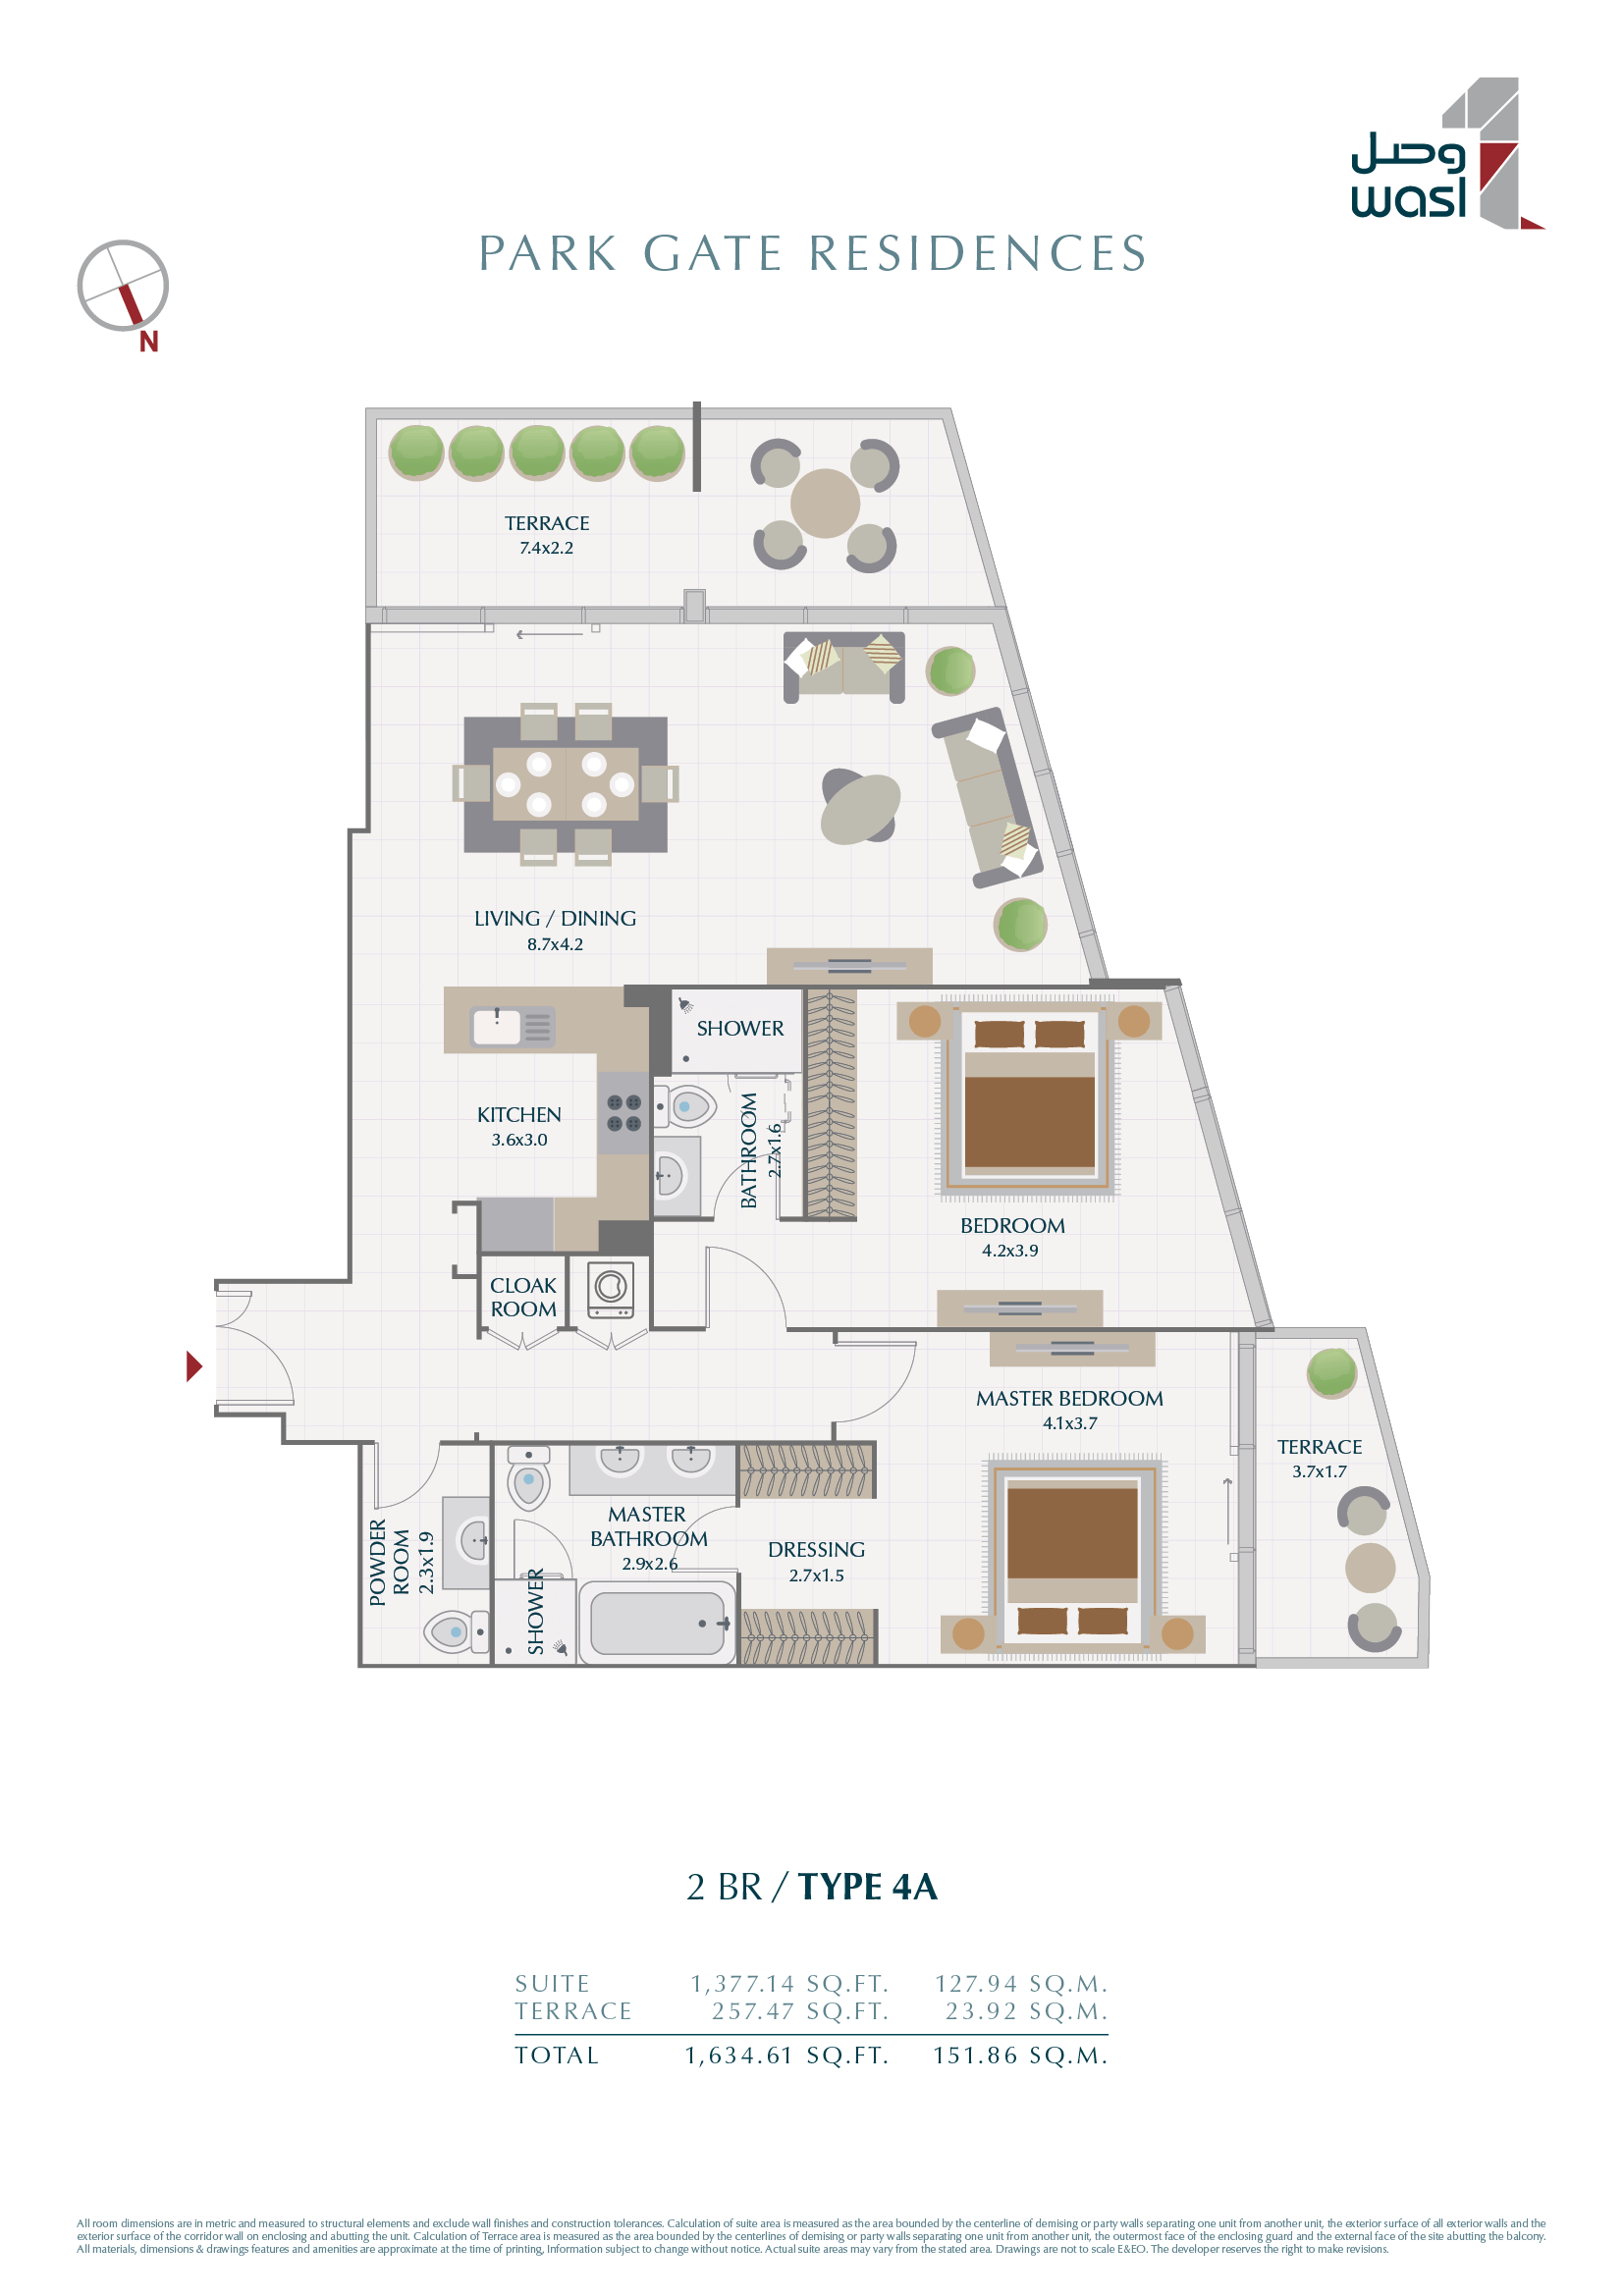 وصل
wasl
PARK GATE RESIDENCES
N
TERRACE
7.4x2.2
LIVING / DINING
8.7x4.2
SHOWER
KITCHEN
3.6x3.0
BATHROOM
2.7x1.6
BEDROOM
4.2x3.9
CLOAK
ROOM
MASTER BEDROOM
4.1x3.7
TERRACE
3.7x1.7
POWDER
ROOM
2.3x1.9
MASTER
BATHROOM
2.9x2.6
SHOWER
DRESSING
2.7x1.5
2 BR / TYPE 4A
SUITE 1,377.14 SQ.FT. 127.94 SQ.M.
TERRACE 257.47 SQ.FT. 23.92 SQ.M.
TOTAL 1,634.61 SQ.FT. 151.86 SQ.M.
All room dimensions are in metric and measured to structural elements and exclude wall finishes and construction tolerances. Calculation of suite area is measured as the area bounded by the centerline of demising or party walls separating one unit from another unit, the exterior surface of all exterior walls and the
exterior surface of the corridor wall on enclosing and abutting the unit. Calculation of Terrace area is measured as the area bounded by the centerlines of demising or party walls separating one unit from another unit, the outermost face of the enclosing guard and the external face of the site abutting the balcony.
All materials, dimensions & drawings features and amenities are approximate at the time of printing, Information subject to change without notice. Actual suite areas may vary from the stated area. Drawings are not to scale E&EO. The developer reserves the right to make revisions.